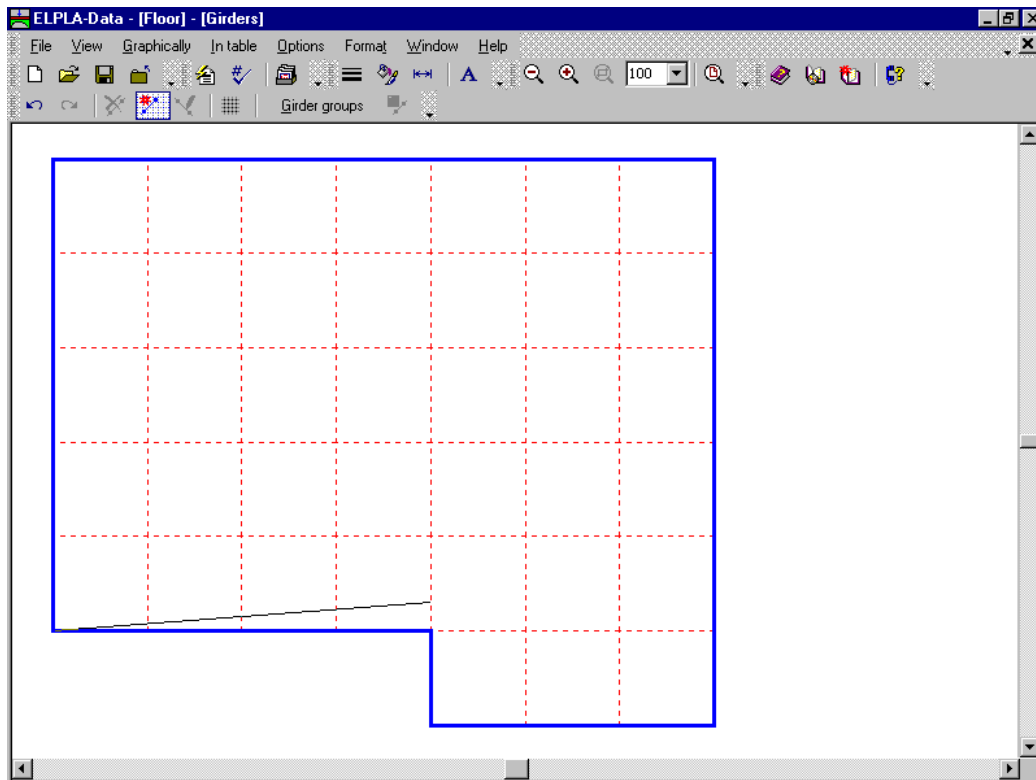 ELPLA-Data - [Floor] - [Girders]
File View Graphically In table Options Format Window Help
A 100
Girder groups